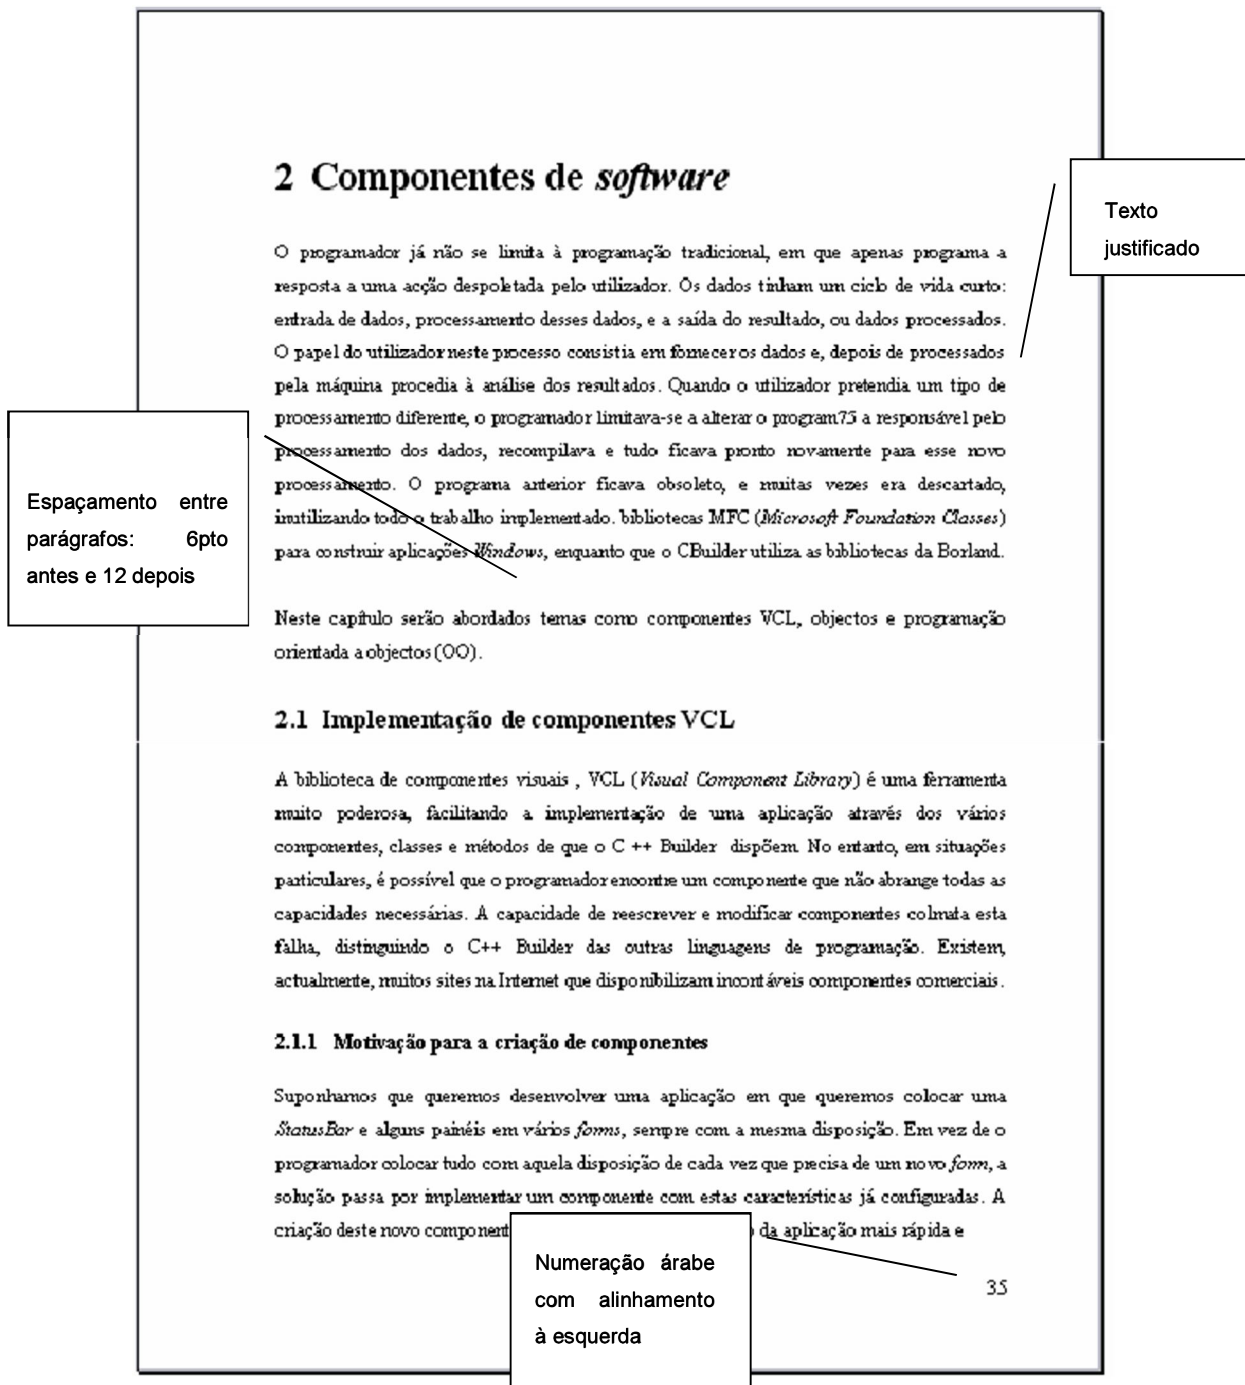 2 Componentes de software
Texto
justificado
O programador já não se limita à programação tradicional, em que apenas programa a
resposta a uma acção despoletada pelo utilizador. Os dados tinham um ciclo de vida curto:
entrada de dados, processamento desses dados, e a saída do resultado, ou dados processados.
O papel do utilizador neste processo consistia em fornecer os dados e, depois de processados
pela máquina procedia à análise dos resultados. Quando o utilizador pretendia um tipo de
processamento diferente, o programador limitava-se a alterar o program75 a responsável pelo
processamento dos dados, recompilava e tudo ficava pronto novamente para esse novo
processamento. O programa anterior ficava obsoleto, e muitas vezes era descartado,
inutilizando todo o trabalho implementado. bibliotecas MFC (Microsoft Foundation Classes)
para construir aplicações Windows, enquanto que o CBuilder utiliza as bibliotecas da Borland.
Espaçamento entre
parágrafos: 6pto
antes e 12 depois
Neste capítulo serão abordados temas como componentes VCL, objectos e programação
orientada a objectos (OO).
2.1 Implementação de componentes VCL
A biblioteca de componentes visuais , VCL (Visual Component Library) é uma ferramenta
muito poderosa, facilitando a implementação de uma aplicação através dos vários
componentes, classes e métodos de que o C ++ Builder dispõem. No entanto, em situações
particulares, é possível que o programador encontre um componente que não abrange todas as
capacidades necessárias. A capacidade de reescrever e modificar componentes colmata esta
falha, distinguindo o C++ Builder das outras linguagens de programação. Existem,
actualmente, muitos sites na Internet que disponibilizam incontáveis componentes comerciais.
2.1.1 Motivação para a criação de componentes
Suponhamos que queremos desenvolver uma aplicação em que queremos colocar uma
StatusBar e alguns painéis em vários forms, sempre com a mesma disposição. Em vez de o
programador colocar tudo com aquela disposição de cada vez que precisa de um novo form, a
solução passa por implementar um componente com estas características já configuradas. A
criação deste novo component da aplicação mais rápida e
Numeração árabe
com alinhamento
à esquerda
35